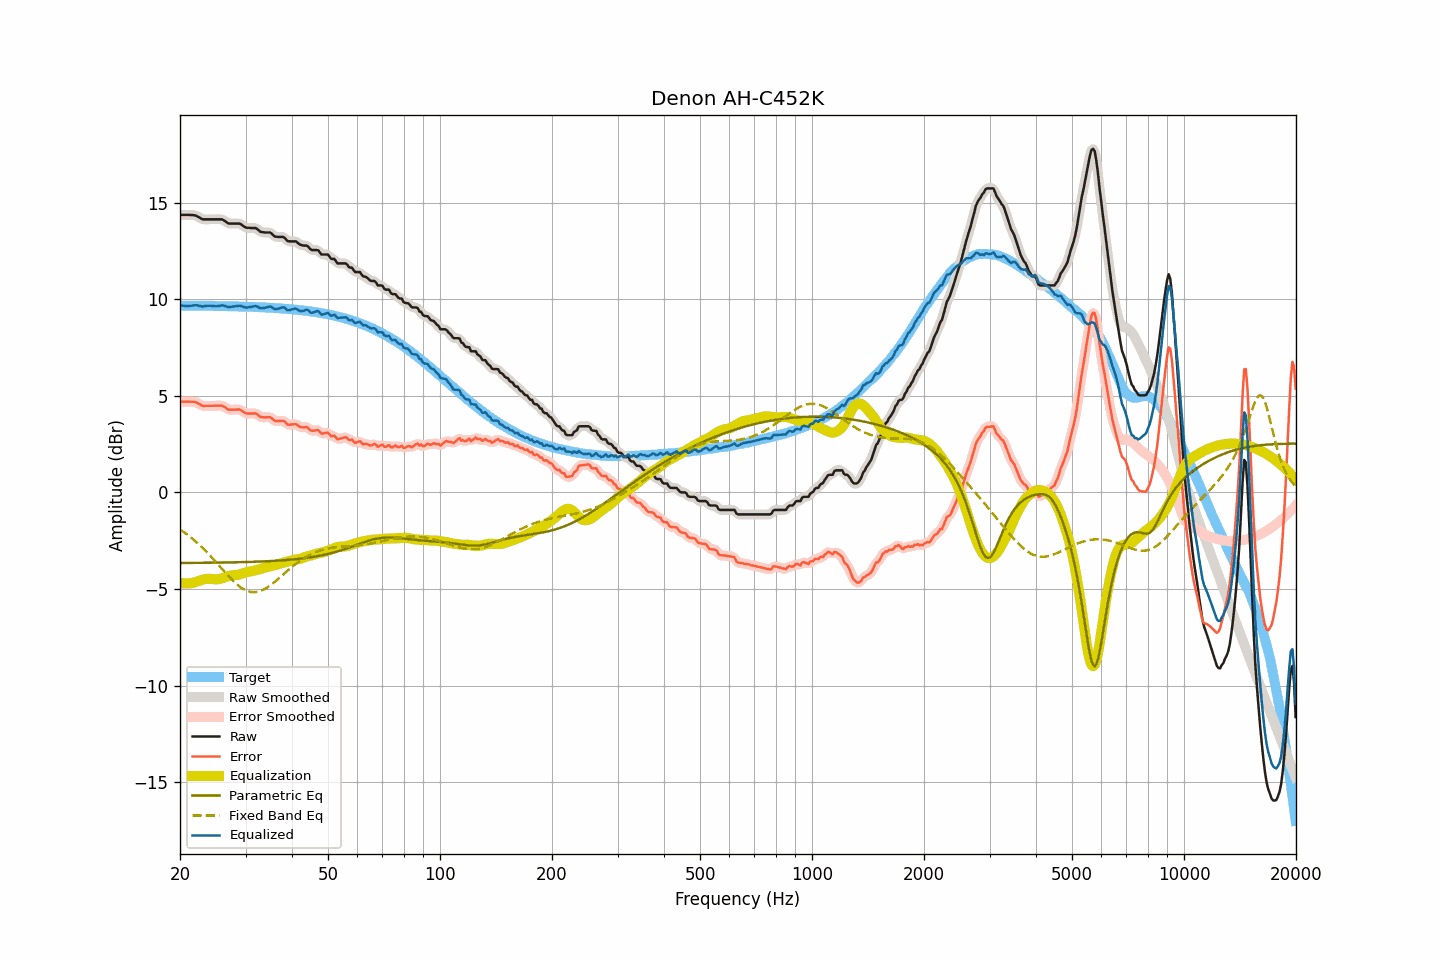 Denon AH-C452K
Amplitude (dBr)
15
10
5
0
−5
−10
−15
Target
Raw Smoothed
Error Smoothed
Raw
Error
Equalization
Parametric Eq
Fixed Band Eq
Equalized
20 50 100 200 500 1000 2000 5000 10000 20000
Frequency (Hz)